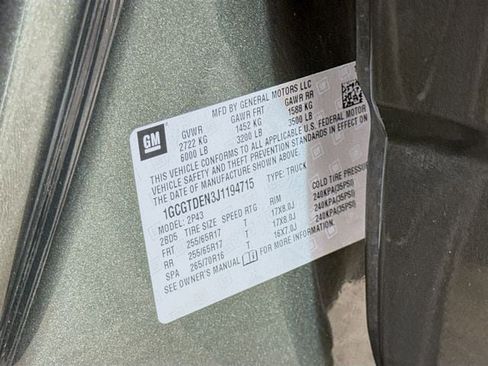 GM
MFD BY GENERAL MOTORS LLC
GVWR GAWR FRT GAWR RR
2722 KG 1452 KG 1588 KG
6000 LB 3200 LB 3500 LB
THIS VEHICLE CONFORMS TO ALL APPLICABLE U.S. FEDERAL MOTOR
VEHICLE SAFETY AND THEFT PREVENTION STANDARDS IN EFFECT ON
THE DATE OF MANUFACTURE SHOWN ABOVE.
1GCGTDEN3J1194715 TYPE: TRUCK
MODEL: 2P43
2BDS TIRE SIZE SPEED RTG RIM COLD TIRE PRESSURE
FRT 255/65R17 T 17X8.0J 240KPA(35PSI)
RR 255/65R17 T 17X8.0J 240KPA(35PSI)
SPA 265/70R16 T 16X7.0J 240KPA(35PSI)
SEE OWNER'S MANUAL